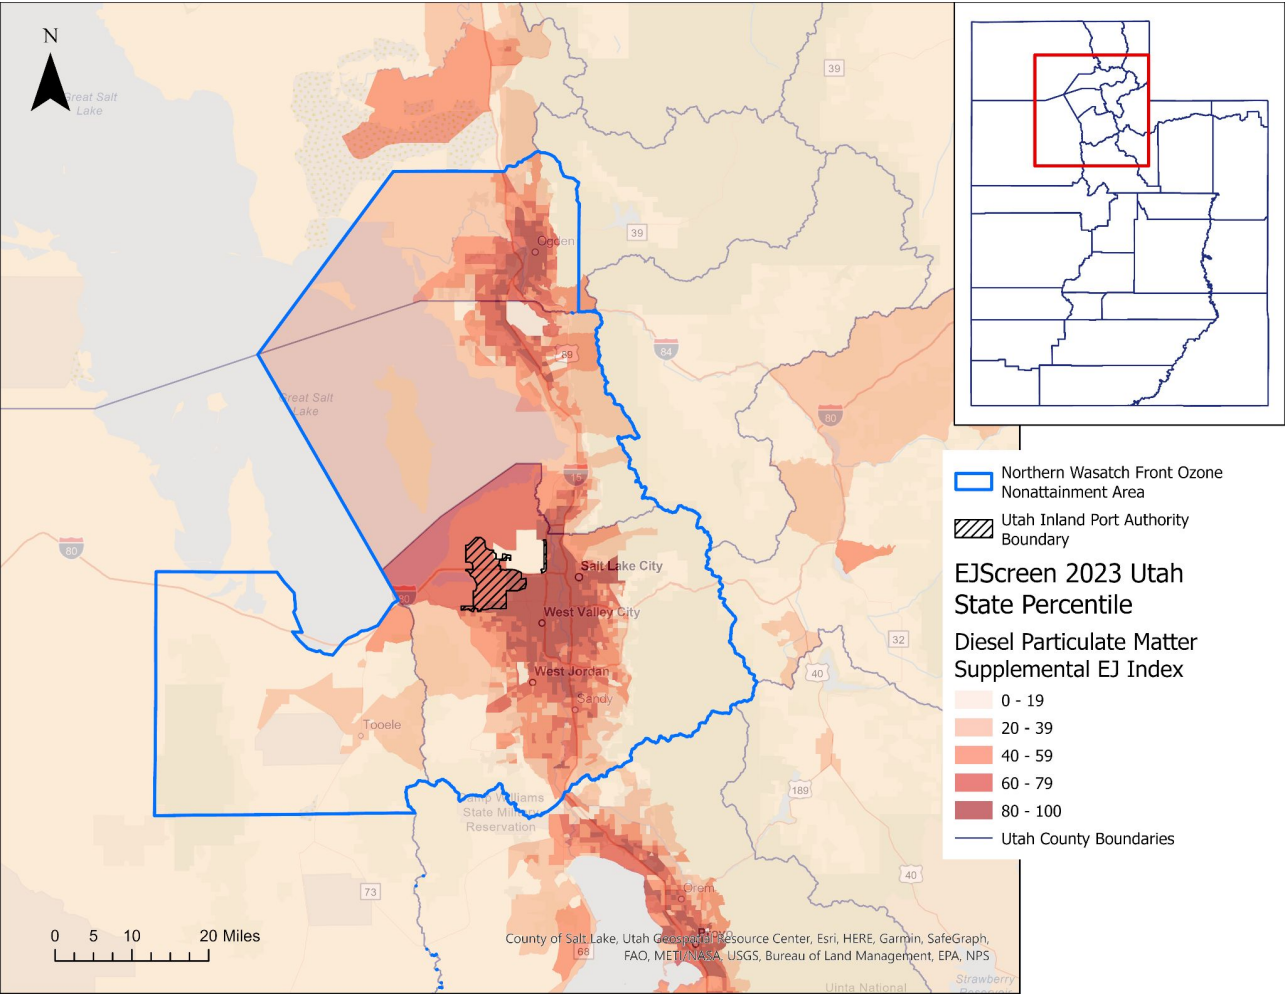 N
Great Salt
Lake
39
39
Ogden
84
89
Great Salt
Lake
80
15
80
80
Salt Lake City
West Valley City
West Jordan
Sandy
32
40
Tooele
Camp Williams
State Military
Reservation
189
40
73
Orem
Provo
68
0 5 10 20 Miles
County of Salt Lake, Utah Geospatial Resource Center, Esri, HERE, Garmin, SafeGraph,
FAO, METI/NASA, USGS, Bureau of Land Management, EPA, NPS
Strawberry
Reservoir
Uinta National
Northern Wasatch Front Ozone
Nonattainment Area
Utah Inland Port Authority
Boundary
EJScreen 2023 Utah
State Percentile
Diesel Particulate Matter
Supplemental EJ Index
0 - 19
20 - 39
40 - 59
60 - 79
80 - 100
Utah County Boundaries